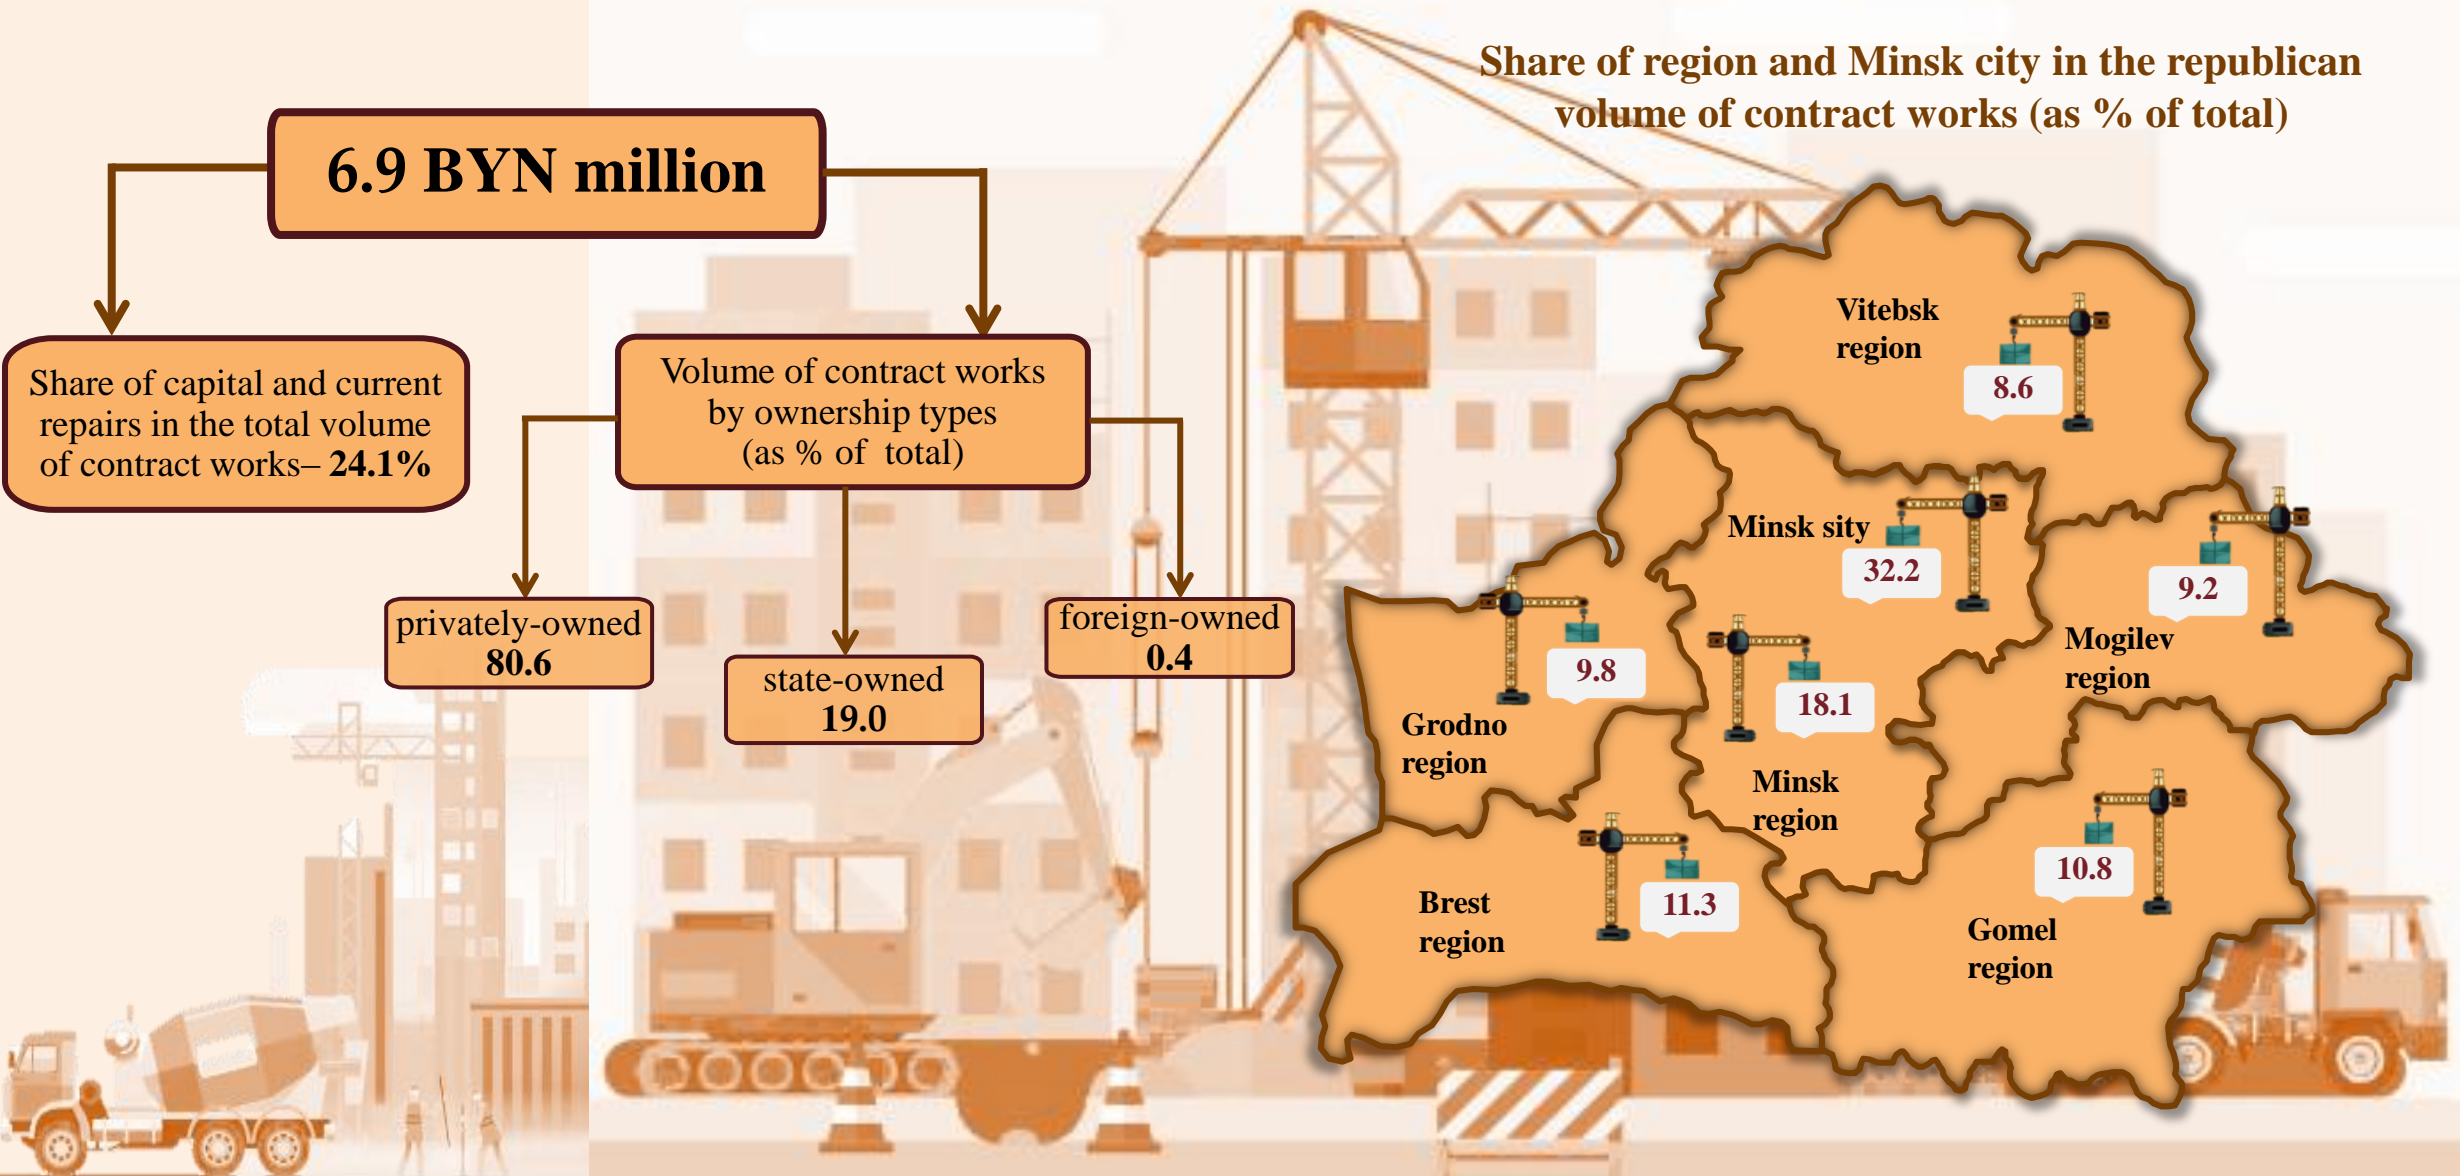 Share of region and Minsk city in the republican
volume of contract works (as % of total)
6.9 BYN million
Share of capital and current
repairs in the total volume
of contract works– 24.1%
Volume of contract works
by ownership types
(as % of total)
privately-owned
80.6
state-owned
19.0
foreign-owned
0.4
Vitebsk
region
8.6
Minsk sity
32.2
9.2
Mogilev
region
9.8
Grodno
region
18.1
Minsk
region
11.3
Brest
region
10.8
Gomel
region